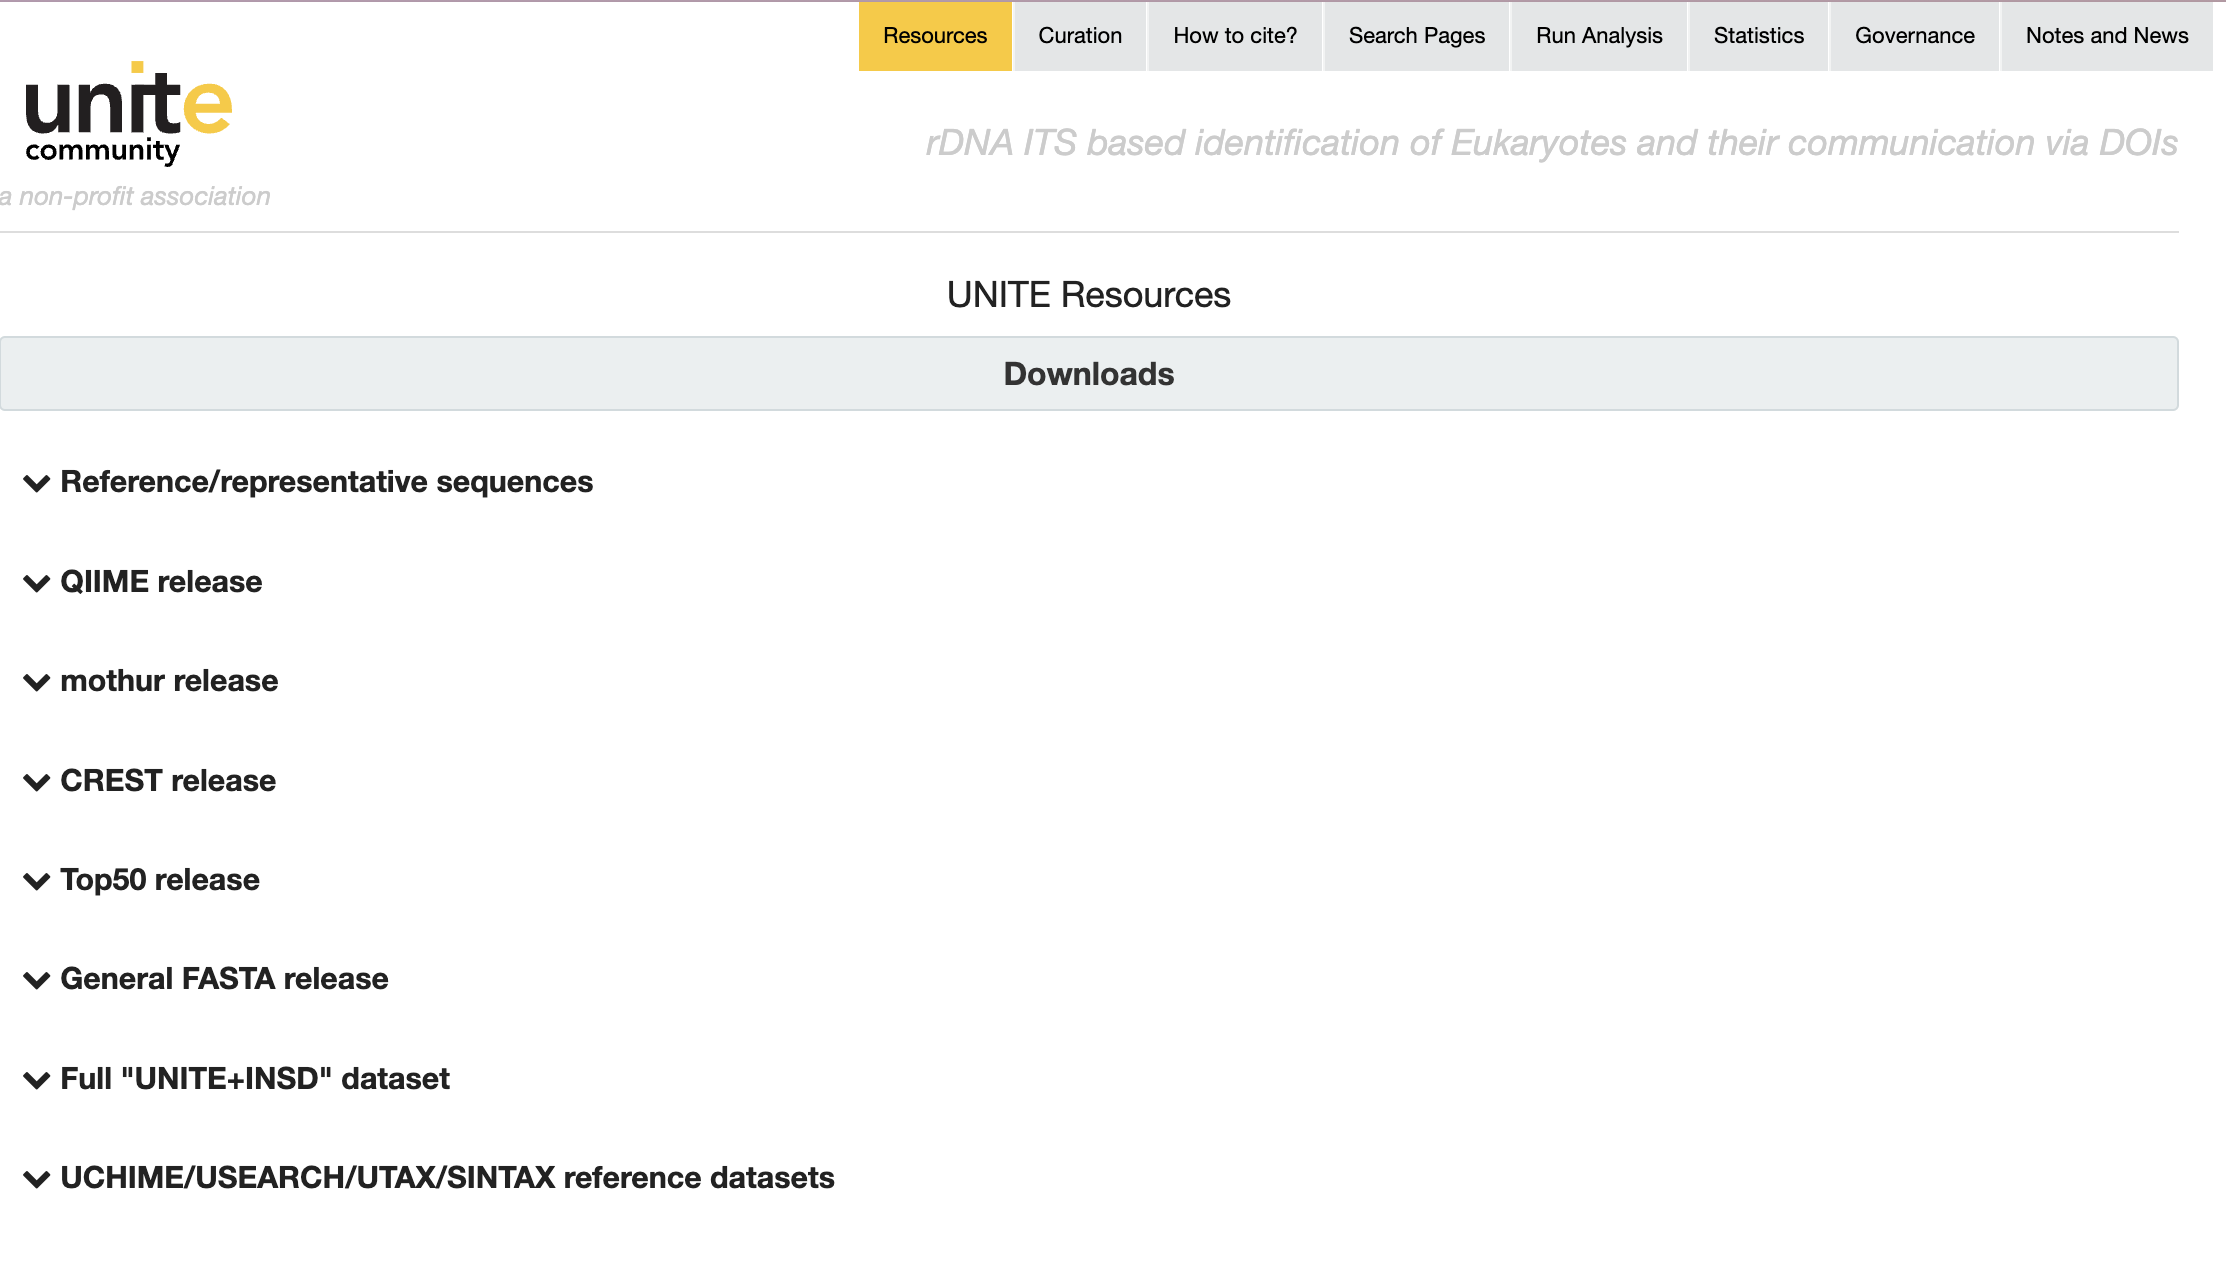 Resources Curation How to cite? Search Pages Run Analysis Statistics Governance Notes and News
unite
community
rDNA ITS based identification of Eukaryotes and their communication via DOIs
a non-profit association
UNITE Resources
Downloads
Reference/representative sequences
QIIME release
mothur release
CREST release
Top50 release
General FASTA release
Full "UNITE+INSD" dataset
UCHIME/USEARCH/UTAX/SINTAX reference datasets